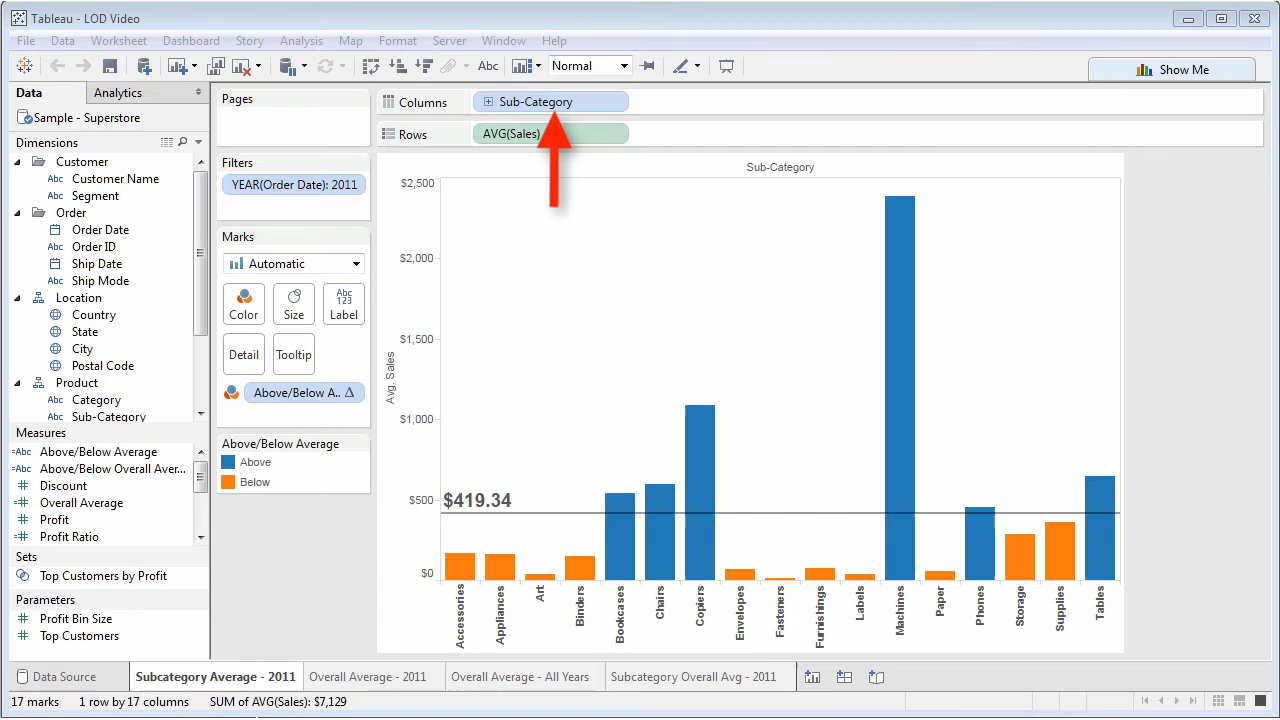 Tableau - LOD Video
File Data Worksheet Dashboard Story Analysis Map Format Server Window Help
Abc Normal Show Me
Data Analytics
Sample - Superstore
Dimensions
Customer
Abc Customer Name
Abc Segment
Order
Order Date
Abc Order ID
Ship Date
Abc Ship Mode
Location
Country
State
City
Postal Code
Product
Abc Category
Abc Sub-Category
Measures
=Abc Above/Below Average
=Abc Above/Below Overall Aver...
# Discount
=# Overall Average
# Profit
=# Profit Ratio
Sets
Top Customers by Profit
Parameters
# Profit Bin Size
# Top Customers
Pages
Filters
YEAR(Order Date): 2011
Marks
Automatic
Color Size Abc 123 Label
Detail Tooltip
Above/Below A.. Δ
Above/Below Average
Above
Below
Columns Sub-Category
Rows AVG(Sales)
Sub-Category
Avg. Sales
$2,500
$2,000
$1,500
$1,000
$500
$0
$419.34
Accessories
Appliances
Art
Binders
Bookcases
Chairs
Copiers
Envelopes
Fasteners
Furnishings
Labels
Machines
Paper
Phones
Storage
Supplies
Tables
Data Source Subcategory Average - 2011 Overall Average - 2011 Overall Average - All Years Subcategory Overall Avg - 2011
17 marks 1 row by 17 columns SUM of AVG(Sales): $7,129